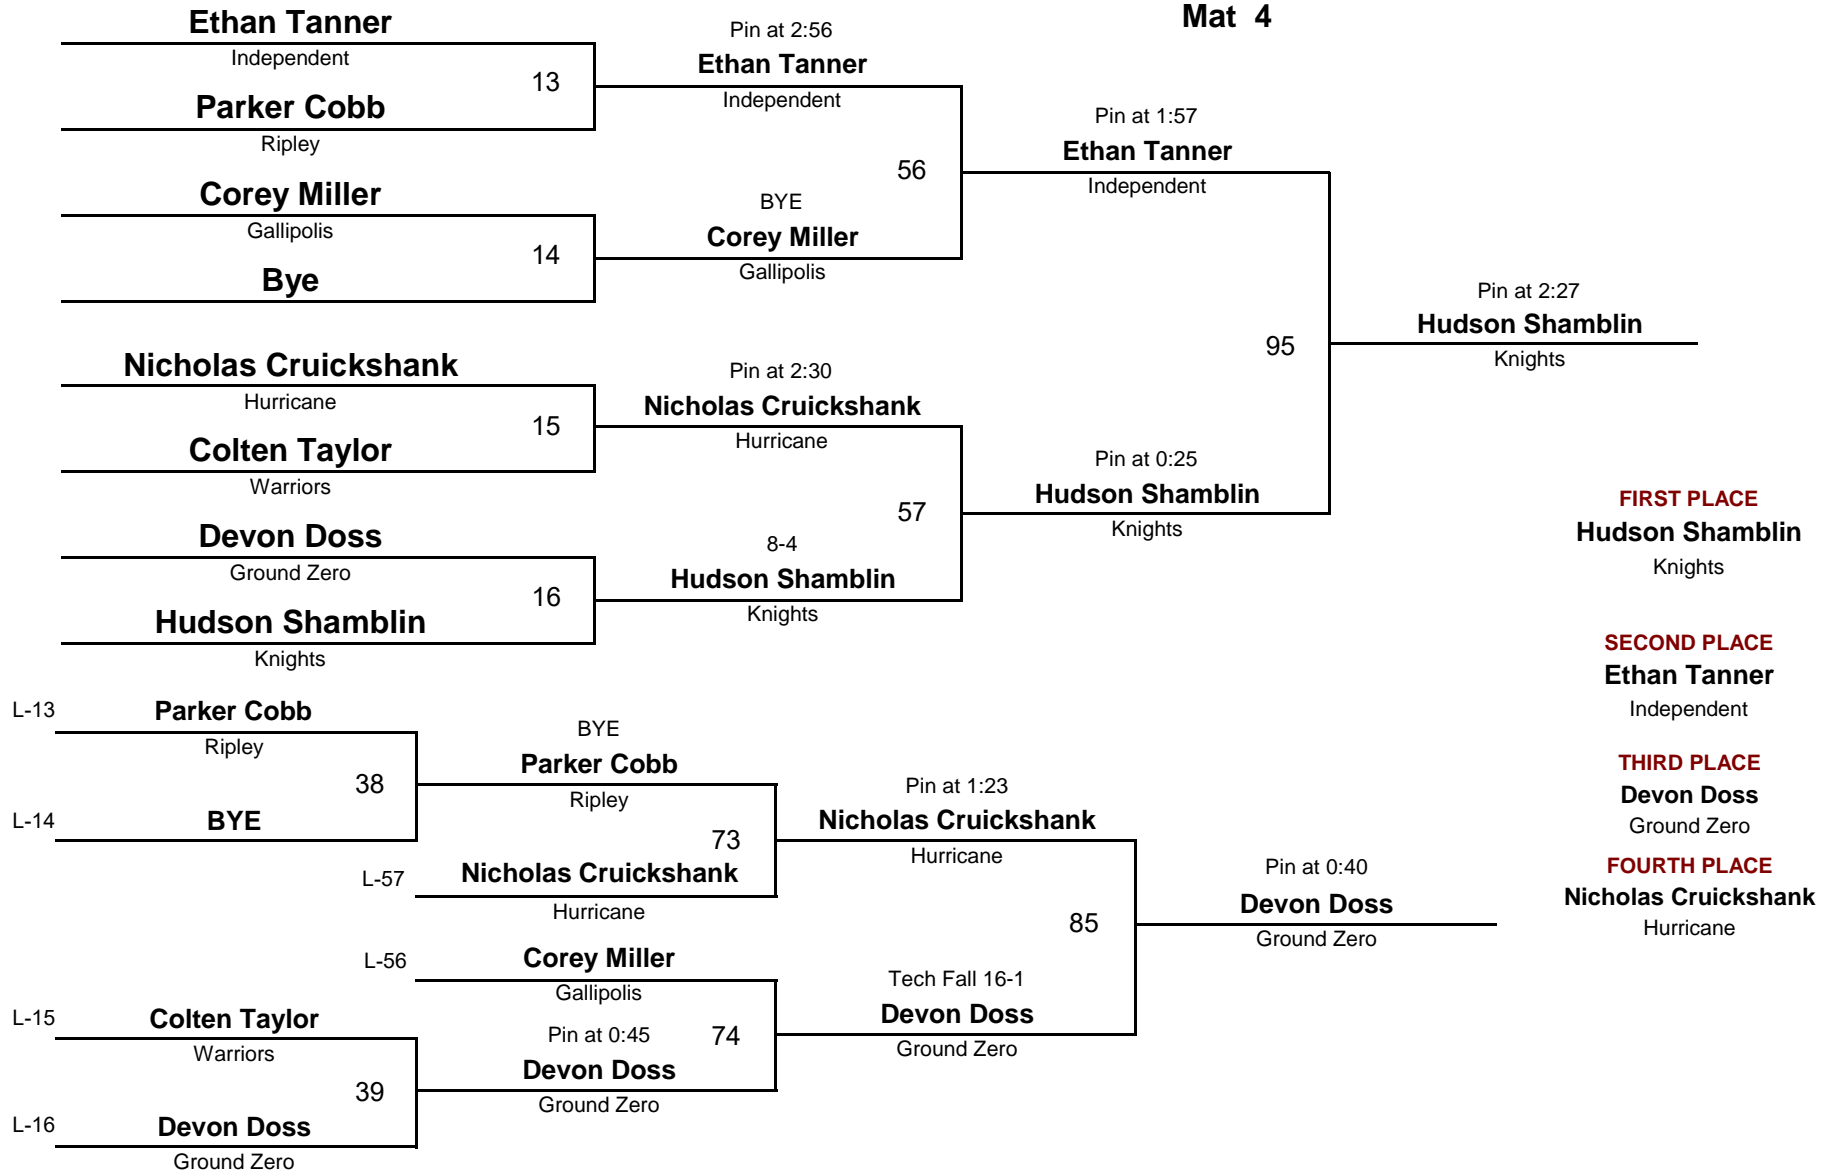 Mat 4
Ethan Tanner
Independent
13
Parker Cobb
Ripley
Corey Miller
Gallipolis
14
Bye
Nicholas Cruickshank
Hurricane
15
Colten Taylor
Warriors
Devon Doss
Ground Zero
16
Hudson Shamblin
Knights
Pin at 2:56
Ethan Tanner
Independent
56
BYE
Corey Miller
Gallipolis
Pin at 2:30
Nicholas Cruickshank
Hurricane
57
8-4
Hudson Shamblin
Knights
Pin at 1:57
Ethan Tanner
Independent
95
Pin at 0:25
Hudson Shamblin
Knights
Pin at 2:27
Hudson Shamblin
Knights
FIRST PLACE
Hudson Shamblin
Knights
SECOND PLACE
Ethan Tanner
Independent
THIRD PLACE
Devon Doss
Ground Zero
FOURTH PLACE
Nicholas Cruickshank
Hurricane
L-13
Parker Cobb
Ripley
38
L-14
BYE
BYE
Parker Cobb
Ripley
73
L-57
Nicholas Cruickshank
Hurricane
L-56
Corey Miller
Gallipolis
74
L-15
Colten Taylor
Warriors
39
L-16
Devon Doss
Ground Zero
Pin at 0:45
Devon Doss
Ground Zero
Pin at 1:23
Nicholas Cruickshank
Hurricane
85
Tech Fall 16-1
Devon Doss
Ground Zero
Pin at 0:40
Devon Doss
Ground Zero